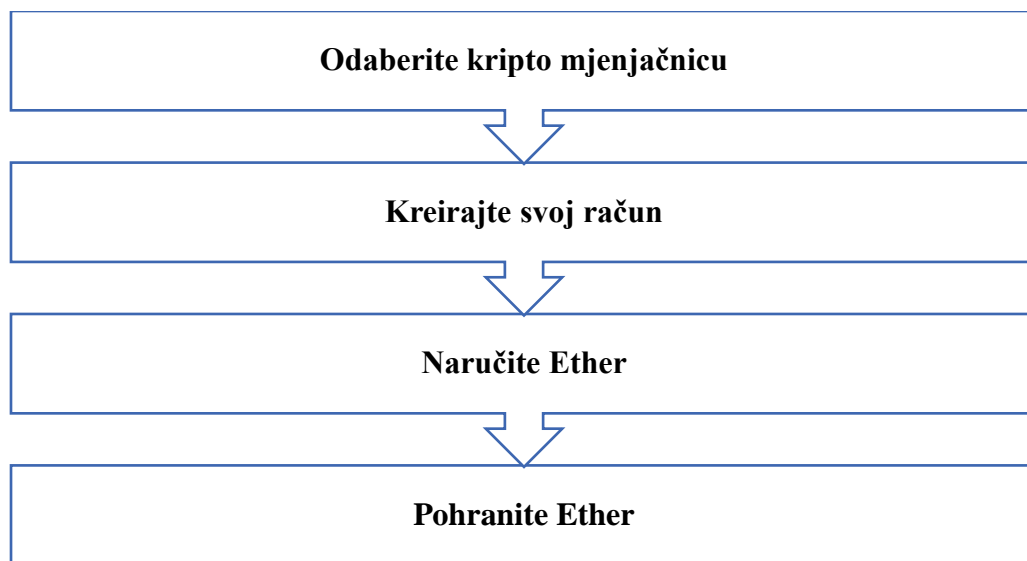 Odaberite kripto mjenjačnicu
Kreirajte svoj račun
Naručite Ether
Pohranite Ether